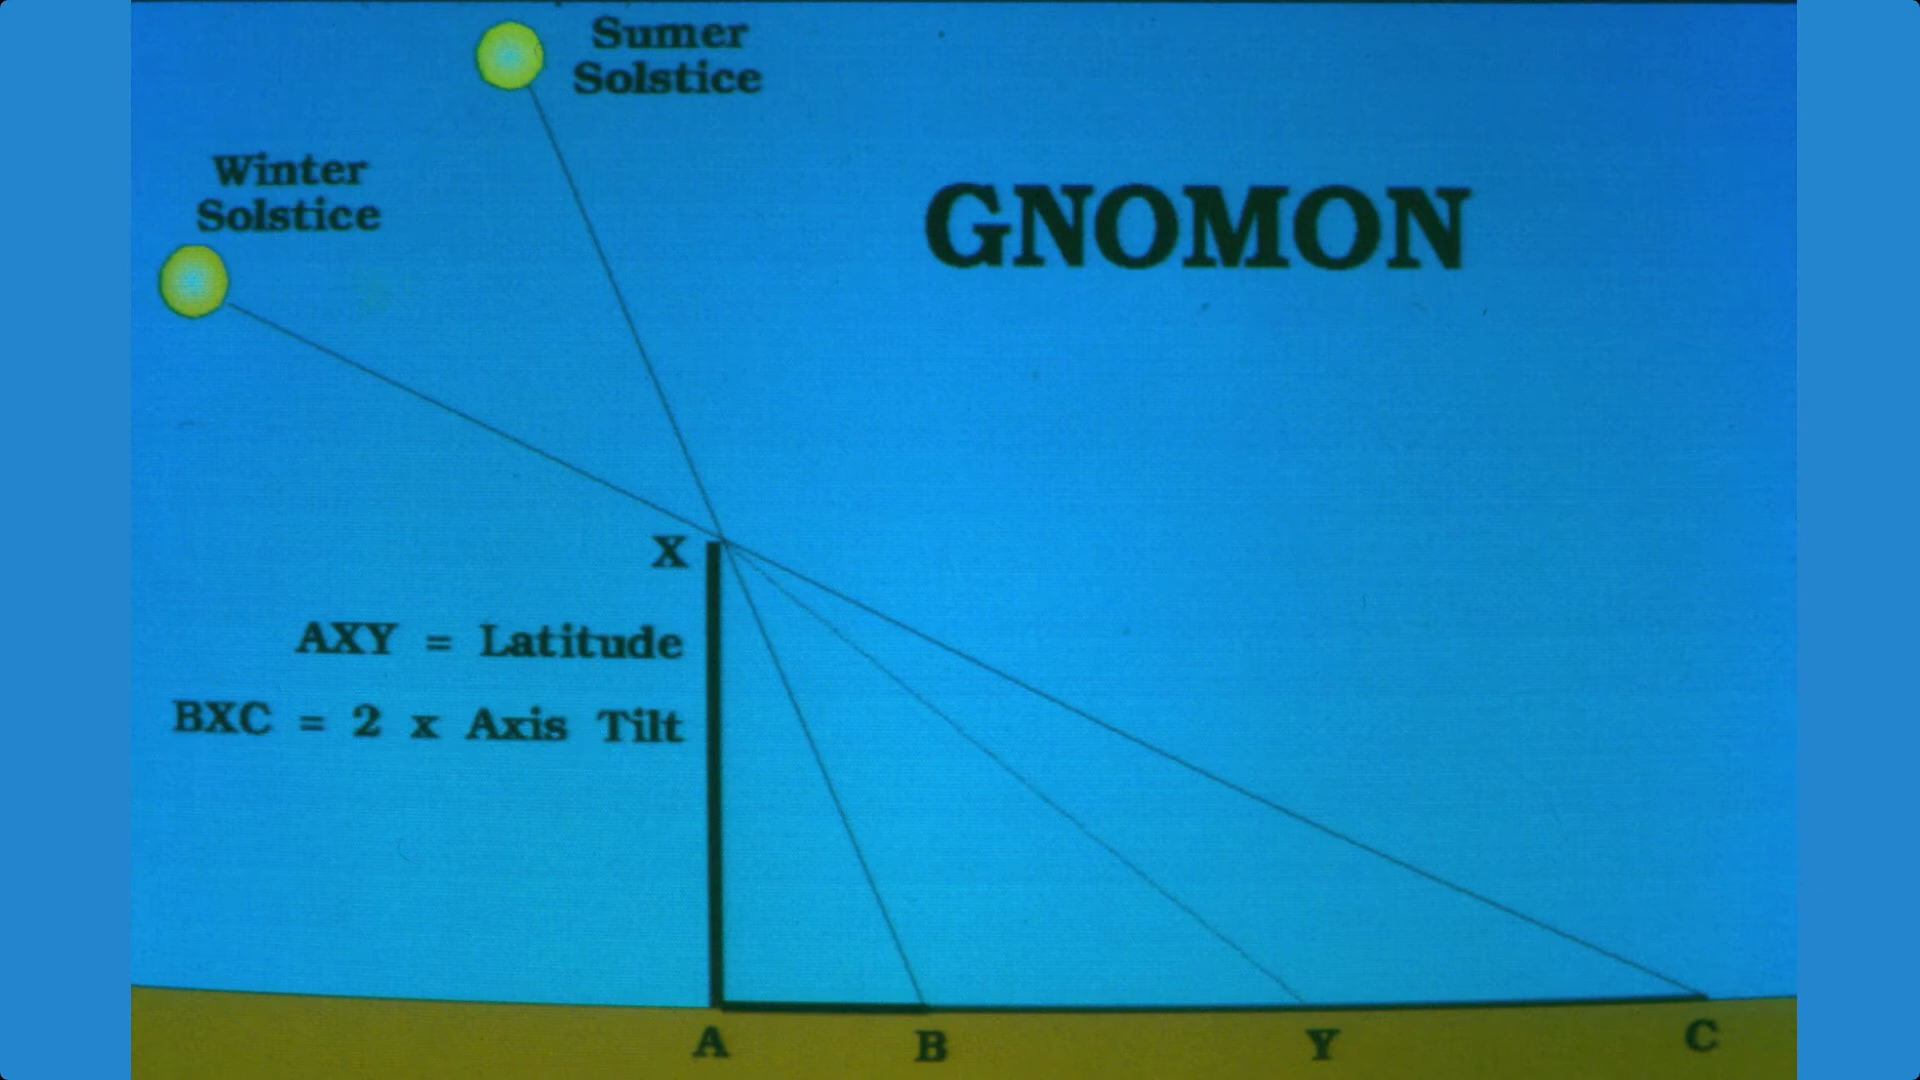 Sumer
Solstice
Winter
Solstice
GNOMON
X
AXY = Latitude
BXC = 2 x Axis Tilt
A
B
Y
C